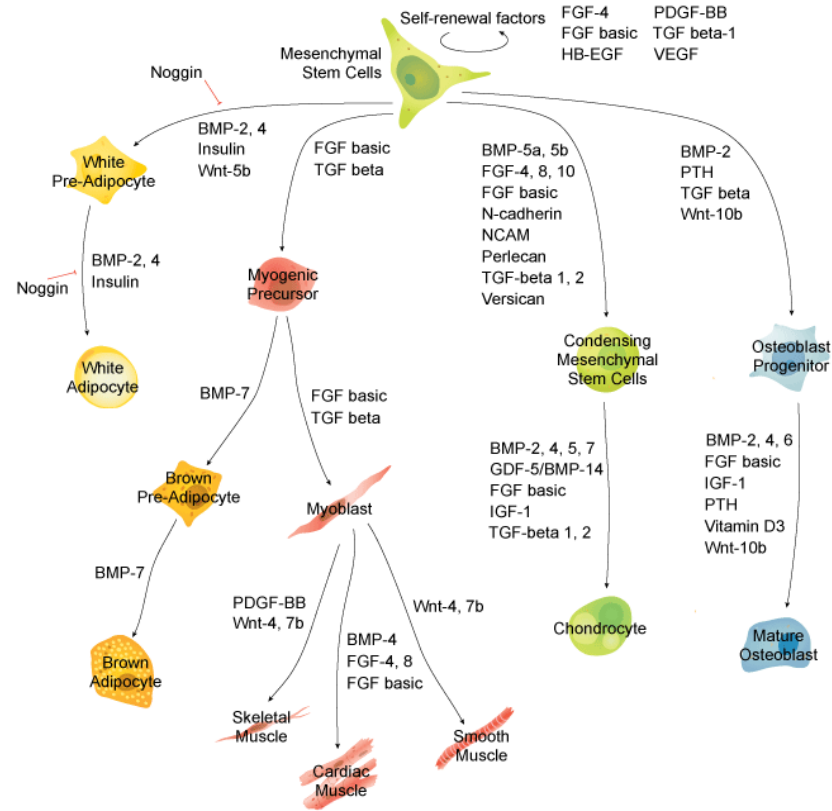 Self-renewal factors
FGF-4
FGF basic
HB-EGF
PDGF-BB
TGF beta-1
VEGF
Mesenchymal
Stem Cells
Noggin
BMP-2, 4
Insulin
Wnt-5b
FGF basic
TGF beta
BMP-5a, 5b
FGF-4, 8, 10
FGF basic
N-cadherin
NCAM
Perlecan
TGF-beta 1, 2
Versican
BMP-2
PTH
TGF beta
Wnt-10b
White
Pre-Adipocyte
BMP-2, 4
Insulin
Noggin
Myogenic
Precursor
Condensing
Mesenchymal
Stem Cells
Osteoblast
Progenitor
White
Adipocyte
BMP-7
FGF basic
TGF beta
BMP-2, 4, 5, 7
GDF-5/BMP-14
FGF basic
IGF-1
TGF-beta 1, 2
BMP-2, 4, 6
FGF basic
IGF-1
PTH
Vitamin D3
Wnt-10b
Brown
Pre-Adipocyte
Myoblast
BMP-7
PDGF-BB
Wnt-4, 7b
BMP-4
FGF-4, 8
FGF basic
Wnt-4, 7b
Chondrocyte
Mature
Osteoblast
Brown
Adipocyte
Skeletal
Muscle
Cardiac
Muscle
Smooth
Muscle